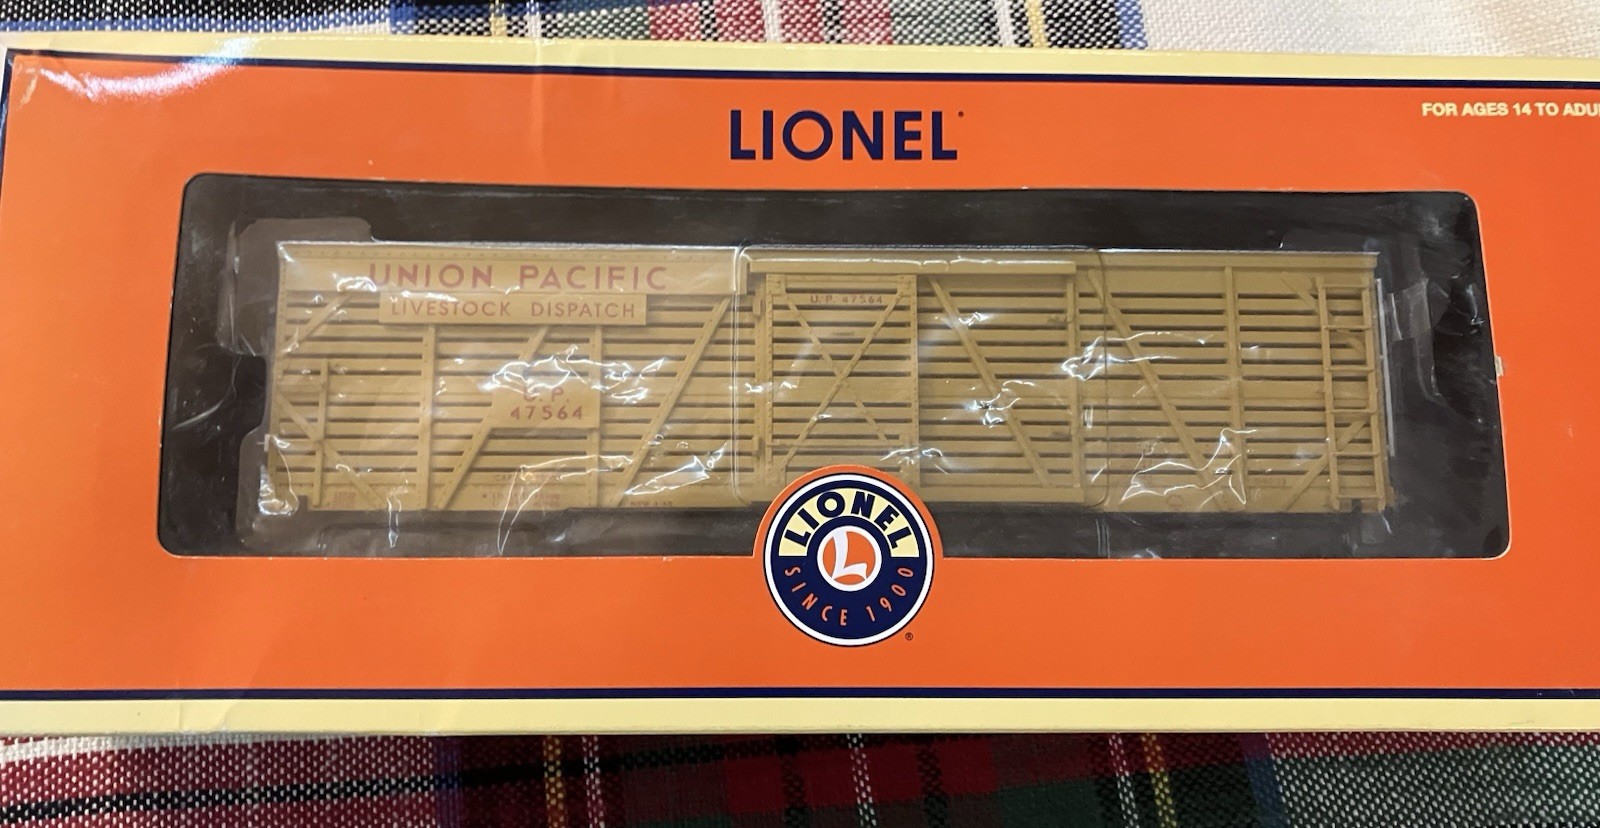 FOR AGES 14 TO ADU
LIONEL
UNION PACIFIC
LIVESTOCK DISPATCH
U.P. 47564
U.P.
47564
LIONEL
L
SINCE 1900